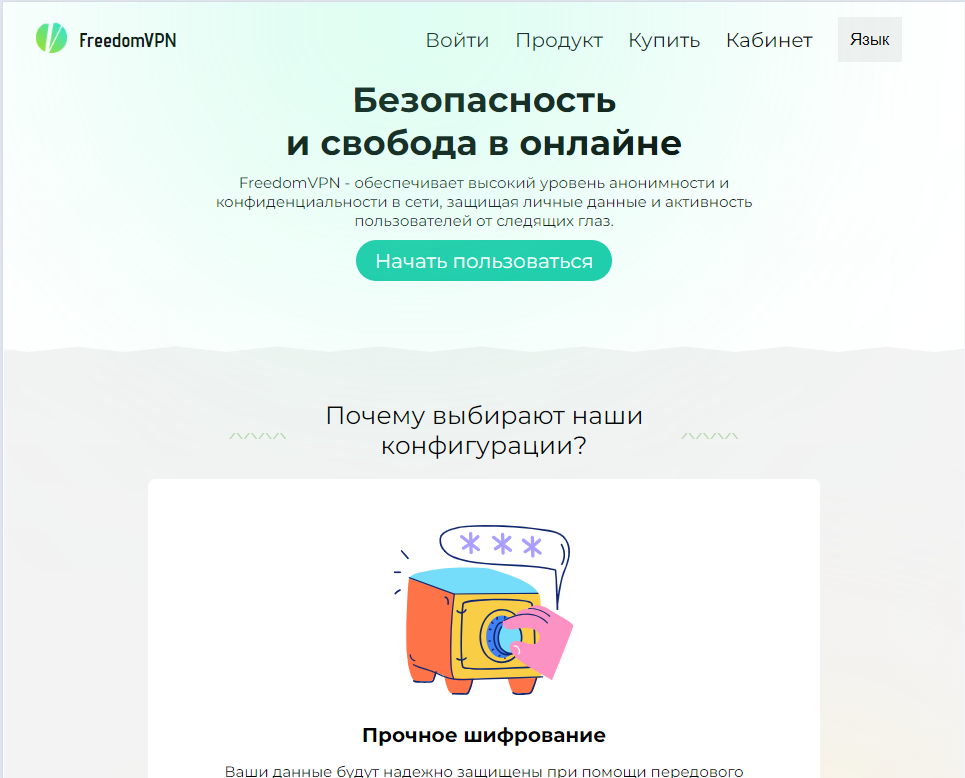 FreedomVPN
Войти Продукт Купить Кабинет Язык
Безопасность
и свобода в онлайне
FreedomVPN - обеспечивает высокий уровень анонимности и
конфиденциальности в сети, защищая личные данные и активность
пользователей от следящих глаз.
Начать пользоваться
Почему выбирают наши
конфигурации?
Прочное шифрование
Ваши данные будут надежно защищены при помощи передового